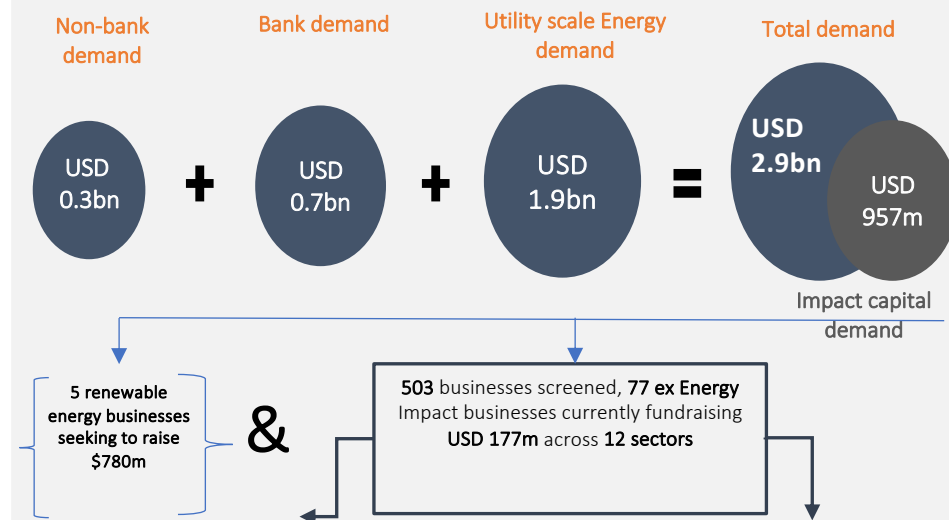 Non-bank
demand
Bank demand
Utility scale Energy
demand
Total demand
USD
0.3bn
+
USD
0.7bn
+
USD
1.9bn
=
USD
2.9bn
USD
957m
Impact capital
demand
5 renewable
energy businesses
seeking to raise
$780m
&
503 businesses screened, 77 ex Energy
Impact businesses currently fundraising
USD 177m across 12 sectors